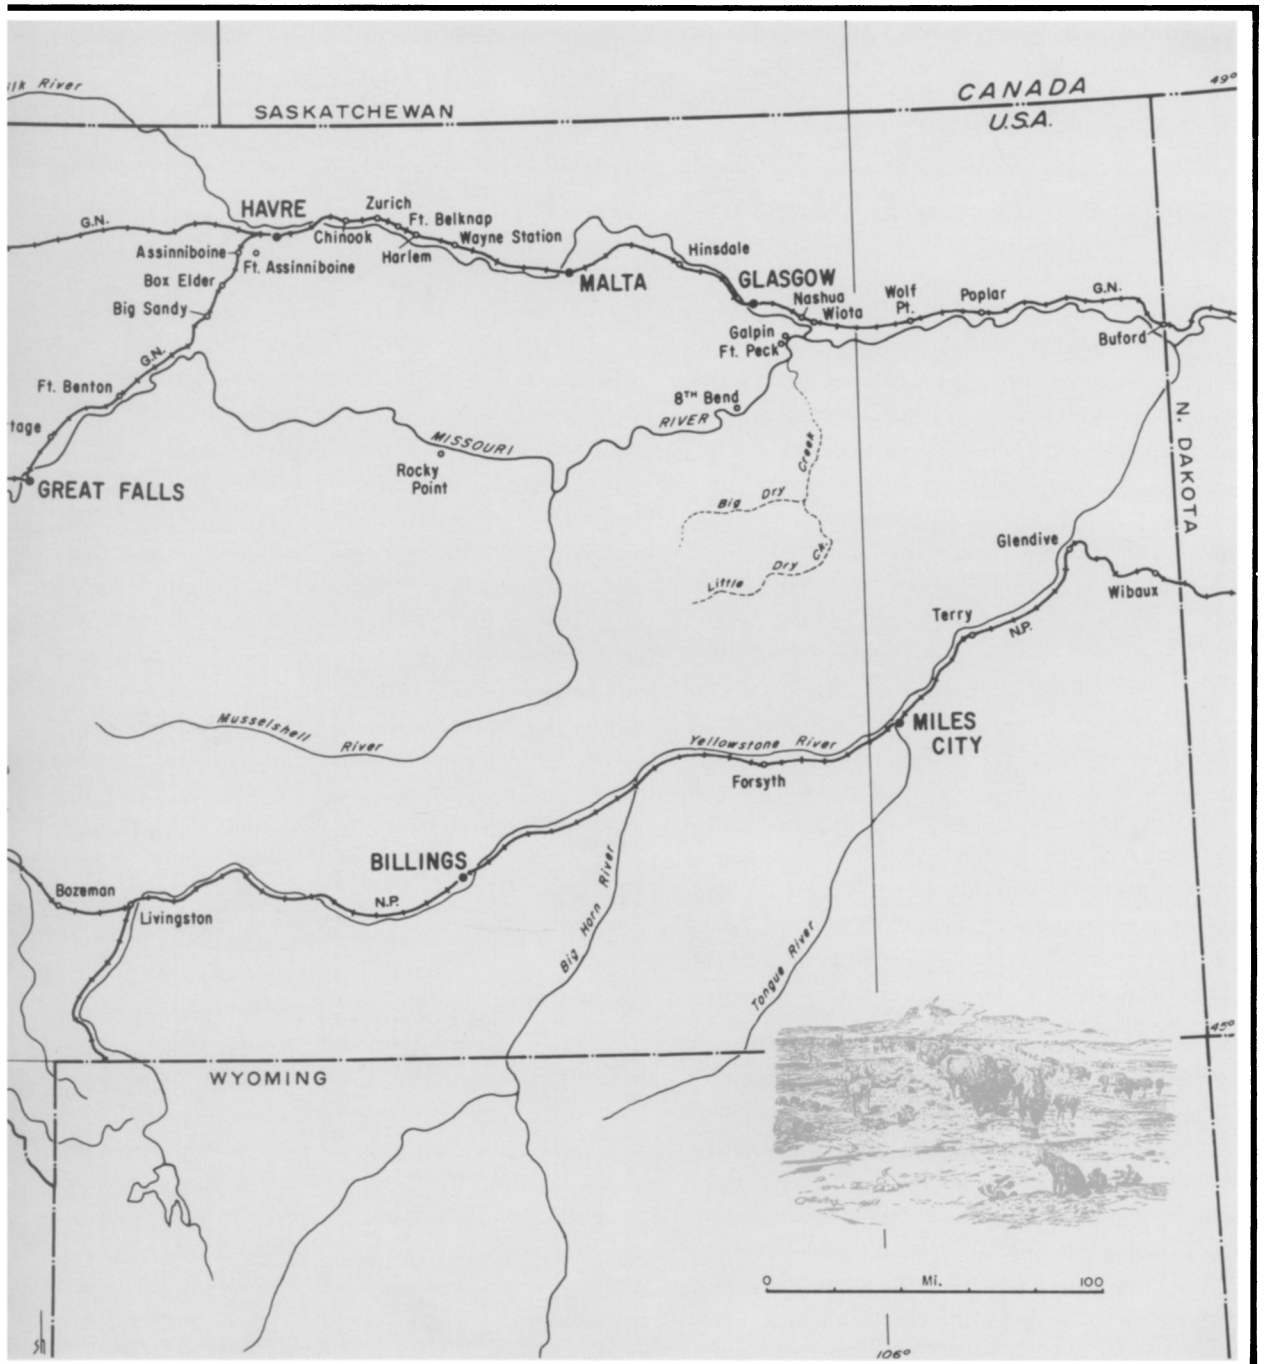 CANADA
49°
U.S.A.
River
SASKATCHEWAN
HAVRE
G.N.
Zurich
Ft. Belknap
Chinook
Wayne Station
Harlem
Assinniboine
Ft. Assinniboine
Box Elder
Big Sandy
MALTA
Hinsdale
GLASGOW
Nashua
Wiota
Wolf
Pt.
Poplar
G.N.
Buford
Galpin
Ft. Peck
G.N.
Ft. Benton
8TH Bend
RIVER
MISSOURI
Rocky
Point
GREAT FALLS
Creek
Big Dry
Little Dry Ck.
N. DAKOTA
Glendive
Wibaux
Terry
N.P.
MILES
CITY
Musselshell River
Yellowstone River
Forsyth
BILLINGS
N.P.
Bozeman
Livingston
Big Horn River
Tongue River
45°
WYOMING
0 Mi. 100
106°